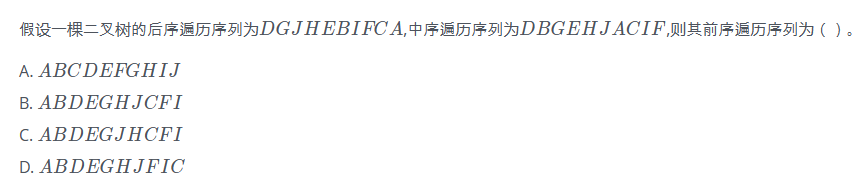 假设一棵二叉树的后序遍历序列为DGJHEBIFCA,中序遍历序列为DBGEHJACIF,则其前序遍历序列为 ( ) 。
A. ABCDEFGHIJ
B. ABDEGHJCFI
C. ABDEGJHCFI
D. ABDEGHJFIC